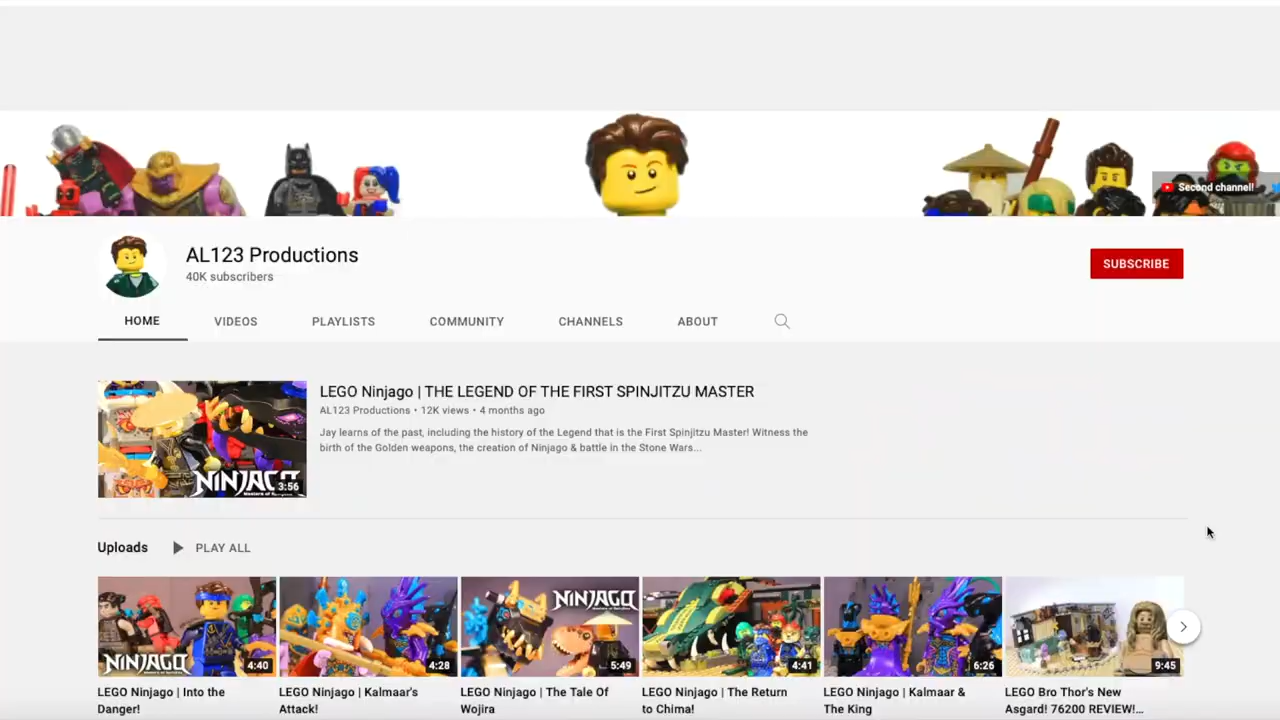 Second channel!
AL123 Productions
40K subscribers
SUBSCRIBE
HOME
VIDEOS
PLAYLISTS
COMMUNITY
CHANNELS
ABOUT
LEGO Ninjago | THE LEGEND OF THE FIRST SPINJITZU MASTER
AL123 Productions • 12K views • 4 months ago
Jay learns of the past, including the history of the Legend that is the First Spinjitzu Master! Witness the
birth of the Golden weapons, the creation of Ninjago & battle in the Stone Wars...
NINJAGO
3:56
Uploads
PLAY ALL
NINJAGO
4:40
4:28
NINJAGO
5:49
4:41
6:26
9:45
LEGO Ninjago | Into the
Danger!
LEGO Ninjago | Kalmaar's
Attack!
LEGO Ninjago | The Tale Of
Wojira
LEGO Ninjago | The Return
to Chima!
LEGO Ninjago | Kalmaar &
The King
LEGO Bro Thor's New
Asgard! 76200 REVIEW!...